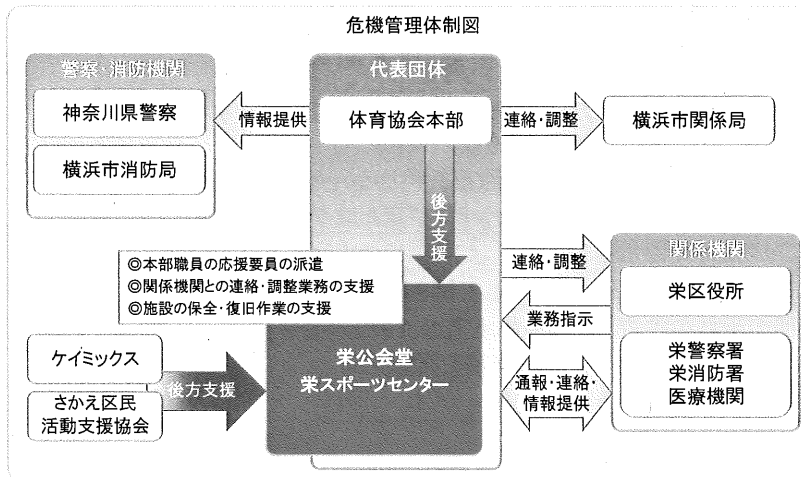 危機管理体制図
警察・消防機関
神奈川県警察
横浜市消防局
情報提供
代表団体
体育協会本部
連絡・調整
横浜市関係局
後方支援
◎本部職員の応援要員の派遣
◎関係機関との連絡・調整業務の支援
◎施設の保全・復旧作業の支援
連絡・調整
業務指示
通報・連絡・
情報提供
関係機関
栄区役所
栄警察署
栄消防署
医療機関
ケイミックス
さかえ区民
活動支援協会
後方支援
栄公会堂
栄スポーツセンター